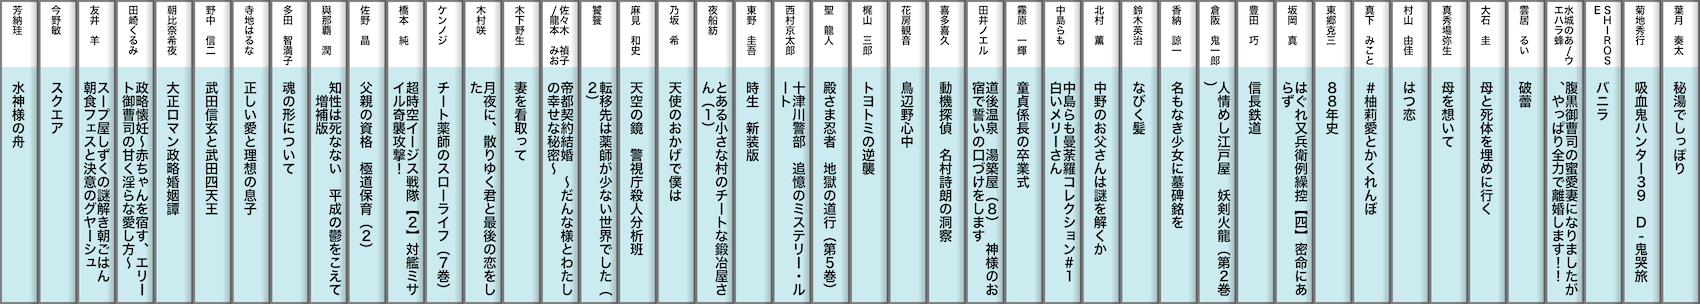 葉月　奏太
秘湯でしっぽり
菊地秀行
吸血鬼ハンター３９　Ｄ-鬼哭旅
ＳＨＩＲＯＳ
Ｅ
バニラ
水城のあ/ウ
エハラ蜂
腹黒御曹司の蜜愛妻になりましたが
、やっぱり全力で離婚します！！
雲居　るい
破蕾
大石　圭
母と死体を埋めに行く
真秀場弥生
母を想いて
村山　由佳
はつ恋
真下　みこと
＃柚莉愛とかくれんぼ
東郷克三
８８年史
坂岡　真
はぐれ又兵衛例繰控【四】密命にあ
らず
豊田　巧
信長鉄道
倉阪　鬼一郎
人情めし江戸屋　妖剣火龍（第２巻
）
香納　諒一
名もなき少女に墓碑銘を
鈴木英治
なびく髪
北村　薫
中野のお父さんは謎を解くか
中島らも
中島らも曼荼羅コレクション＃１
白いメリーさん
霧原　一輝
童貞係長の卒業式
田井ノエル
道後温泉　湯築屋（８）　神様のお
宿で誓いの口づけをします
喜多喜久
動機探偵　名村詩朗の洞察
花房観音
鳥辺野心中
梶山　三郎
トヨトミの逆襲
聖　龍人
殿さま忍者　地獄の道行（第５巻）
西村京太郎
十津川警部　追憶のミステリー・ル
ート
東野　圭吾
時生　新装版
夜船紡
とある小さな村のチートな鍛冶屋さ
ん（１）
乃坂　希
天使のおかげで僕は
麻見　和史
天空の鏡　警視庁殺人分析班
饕餮
転移先は薬師が少ない世界でした（
２）
佐々木　禎子
/龍本　みお
帝都契約結婚　～だんな様とわたし
の幸せな秘密～
木下野生
妻を看取って
木村咲
月夜に、散りゆく君と最後の恋をし
た
ケンノジ
チート薬師のスローライフ（７巻）
橋本　純
超時空イージス戦隊【２】対艦ミサ
イル奇襲攻撃！
佐野　晶
父親の資格　極道保育（２）
與那覇　潤
知性は死なない　平成の鬱をこえて
　増補版
多田　智満子
魂の形について
寺地はるな
正しい愛と理想の息子
野中　信二
武田信玄と武田四天王
朝比奈希夜
大正ロマン政略婚姻譚
田崎くるみ
政略懐妊～赤ちゃんを宿す、エリー
ト御曹司の甘く淫らな愛し方～
友井　羊
スープ屋しずくの謎解き朝ごはん
朝食フェスと決意のグヤーシュ
今野敏
スクエア
芳納珪
水神様の舟